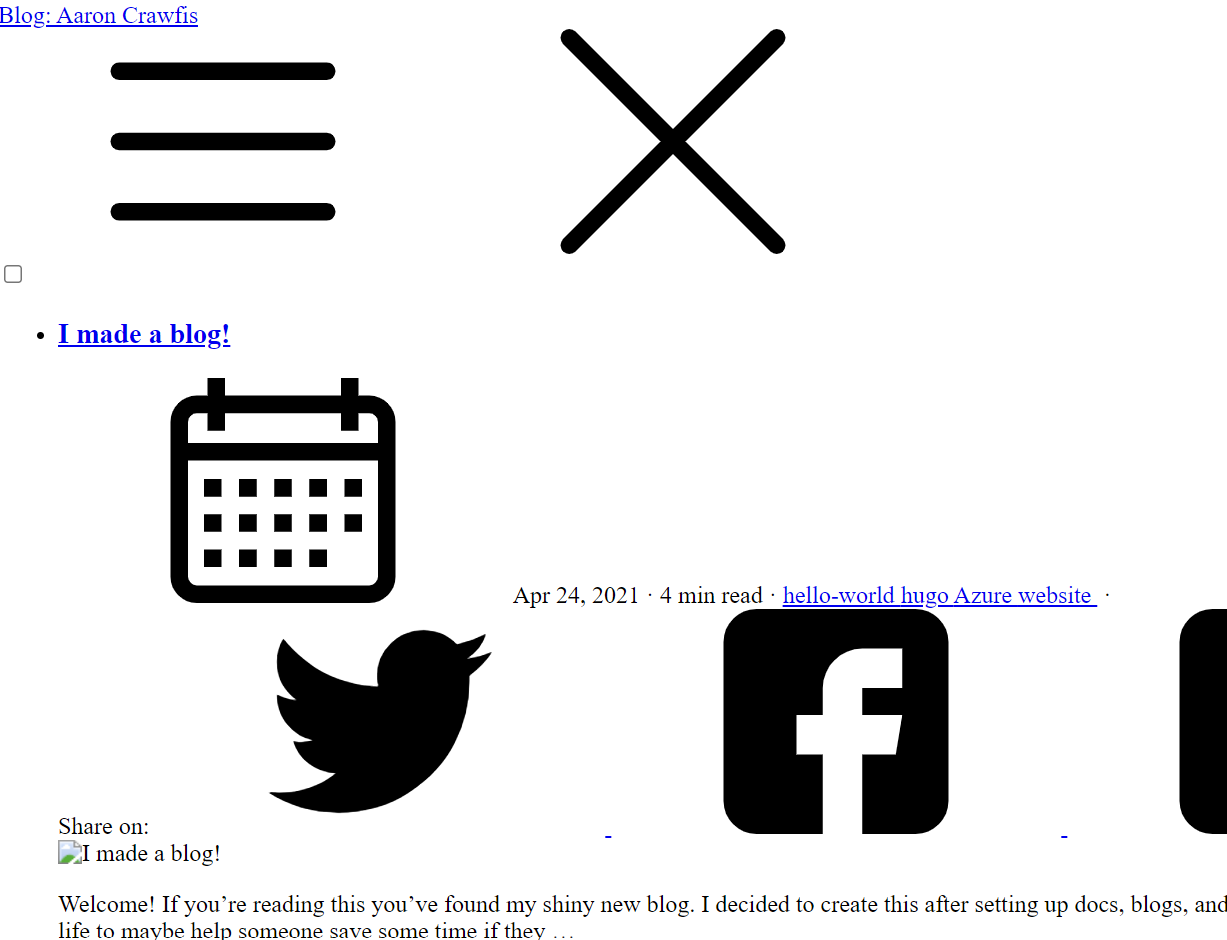 Blog: Aaron Crawfis
I made a blog!
Apr 24, 2021 · 4 min read · hello-world hugo Azure website ·
Share on:
I made a blog!
Welcome! If you’re reading this you’ve found my shiny new blog. I decided to create this after setting up docs, blogs, and
life to maybe help someone save some time if they …